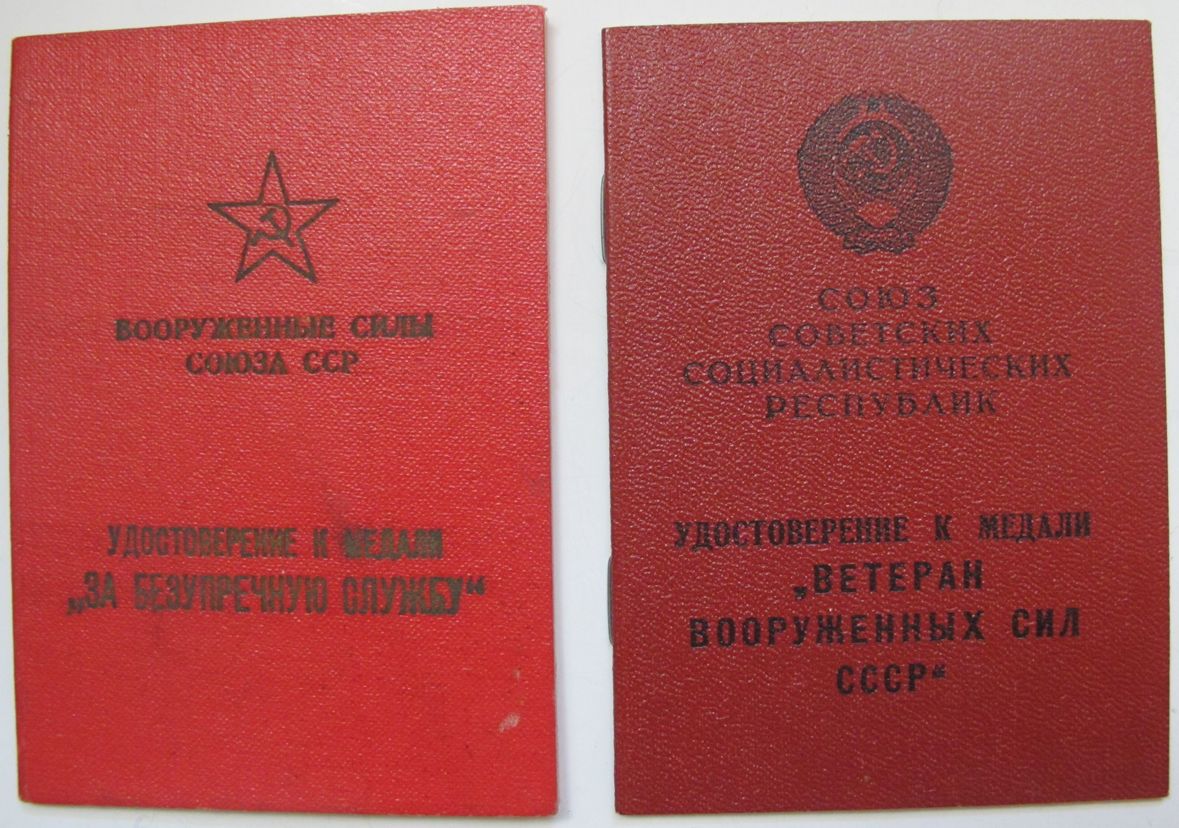 ВООРУЖЕННЫЕ СИЛЫ
СОЮЗА ССР
УДОСТОВЕРЕНИЕ К МЕДАЛИ
„ЗА БЕЗУПРЕЧНУЮ СЛУЖБУ“
СОЮЗ
СОВЕТСКИХ
СОЦИАЛИСТИЧЕСКИХ
РЕСПУБЛИК
УДОСТОВЕРЕНИЕ К МЕДАЛИ
„ВЕТЕРАН
ВООРУЖЕННЫХ СИЛ
СССР“